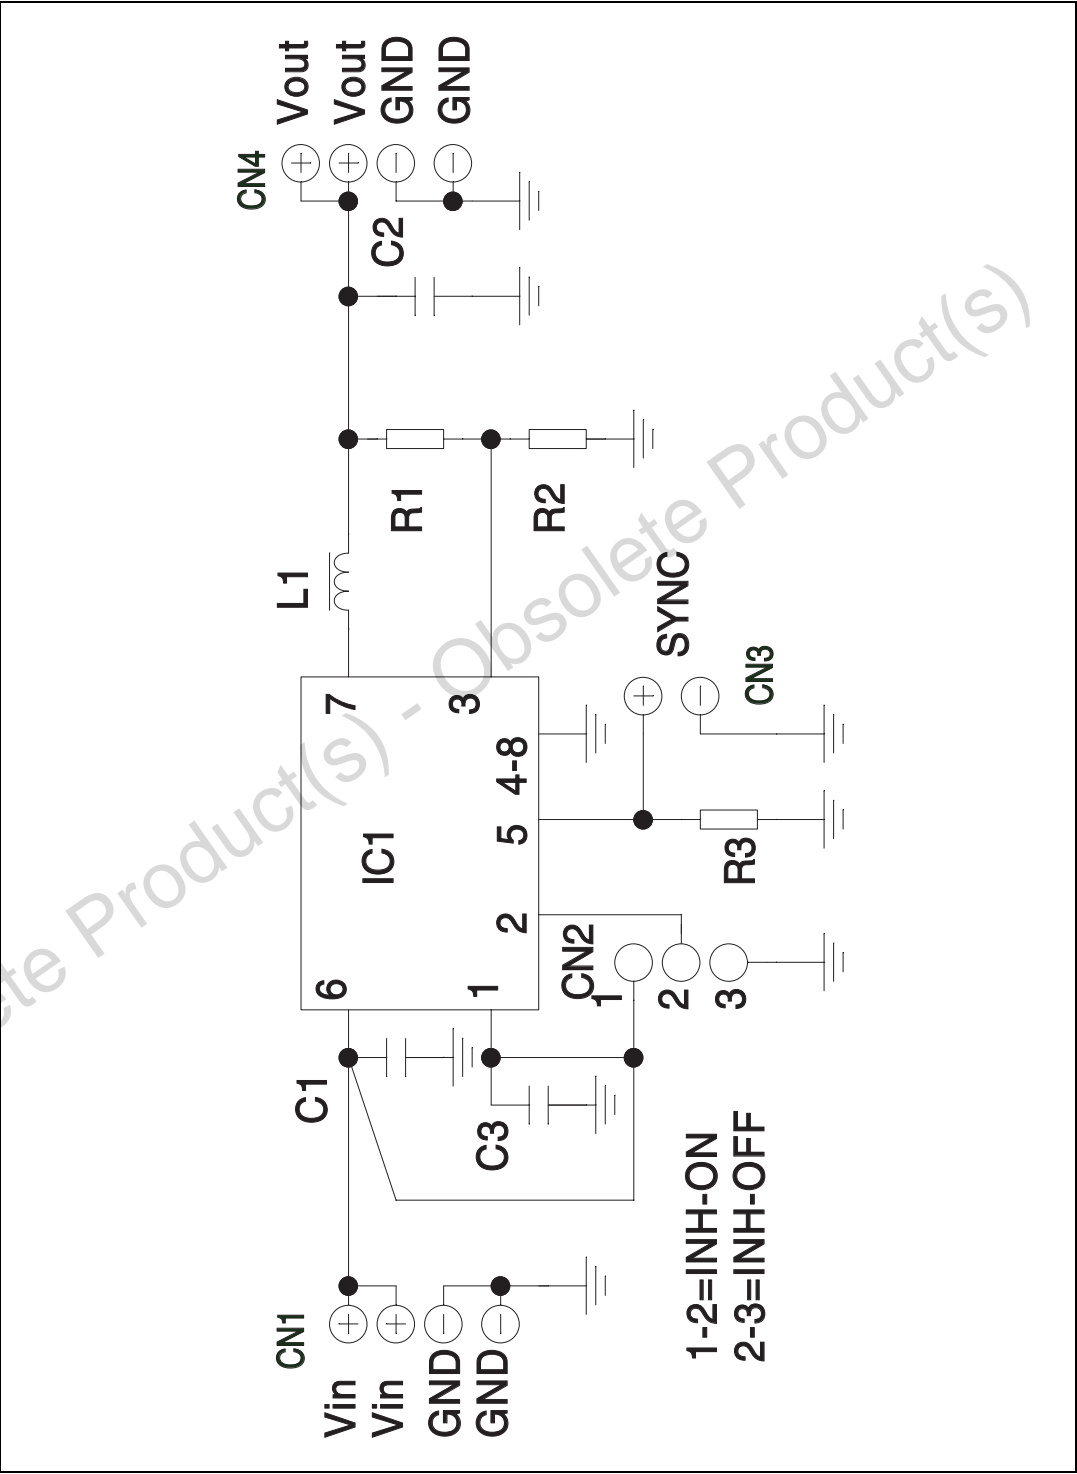 CN1
Vin
Vin
GND
GND
C1
C3
1-2=INH-ON
2-3=INH-OFF
IC1
6
1
2
5
4-8
3
7
CN2
1
2
3
R3
SYNC
CN3
L1
R1
R2
C2
CN4
Vout
Vout
GND
GND
ete Product(s) - Obsolete Product(s)